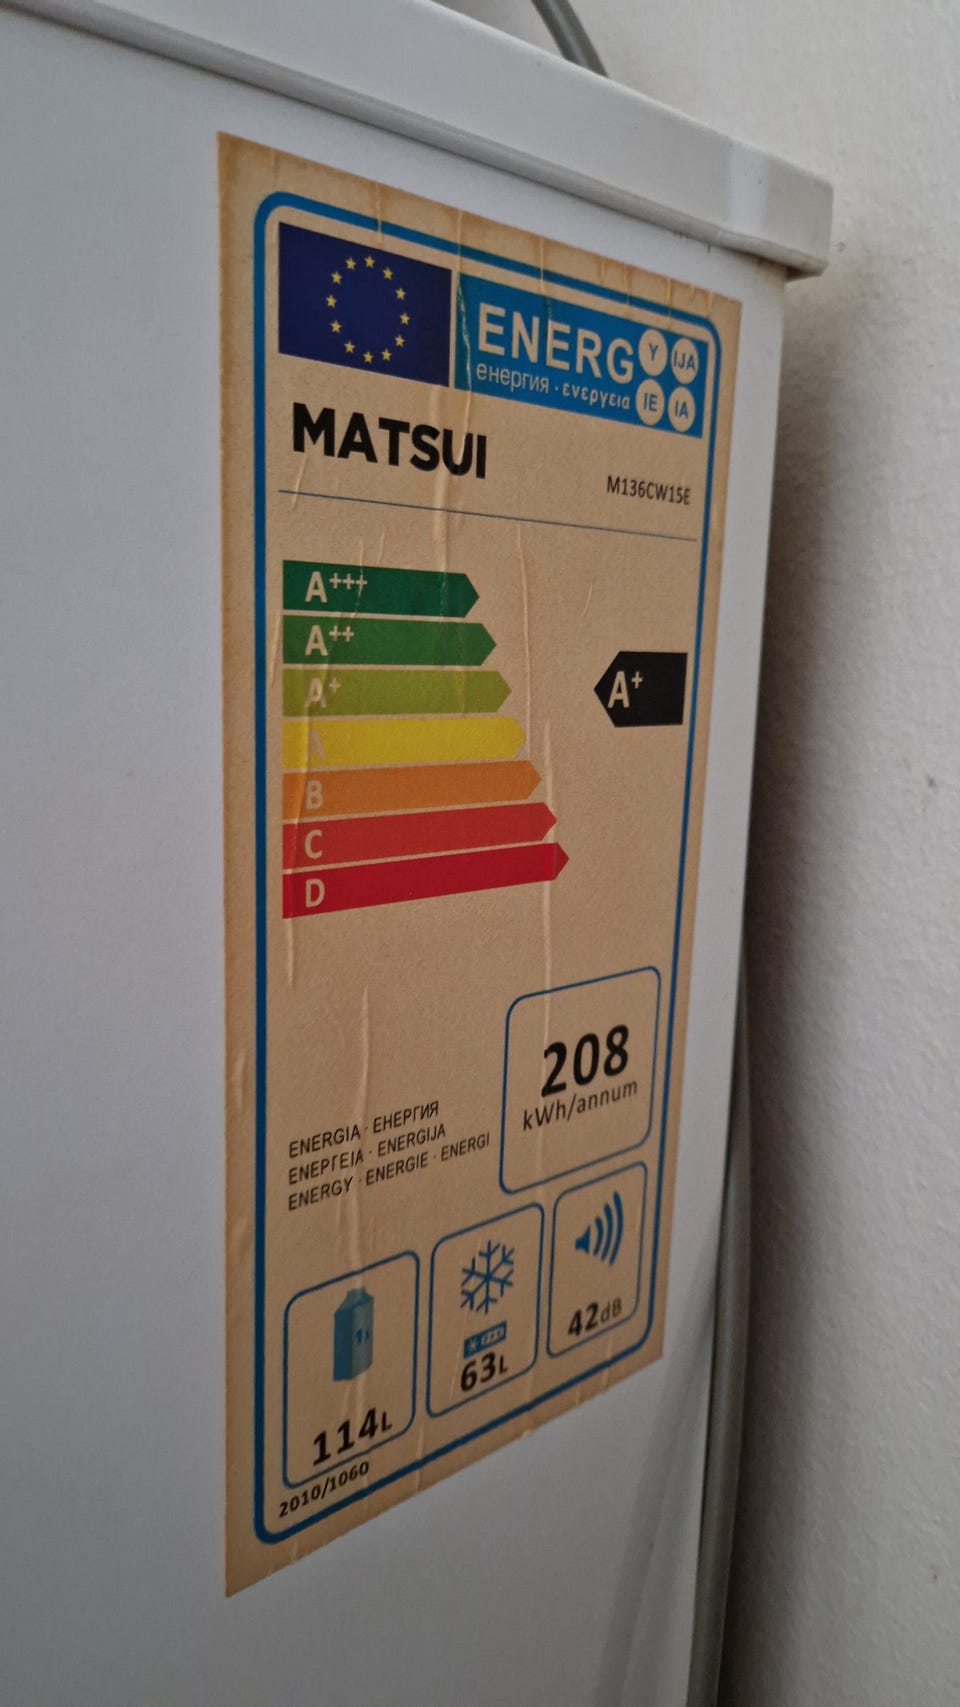 ENERG Y IJA
енергия · ενεργεια IE IA
MATSUI
M136CW15E
A+++
A++
A+
A
B
C
D
A+
208
kWh/annum
ENERGIA · ЕНЕРГИЯ
ΕΝΕΡΓΕΙΑ · ENERGIJA
ENERGY · ENERGIE · ENERGI
114L
63L
42dB
2010/1060